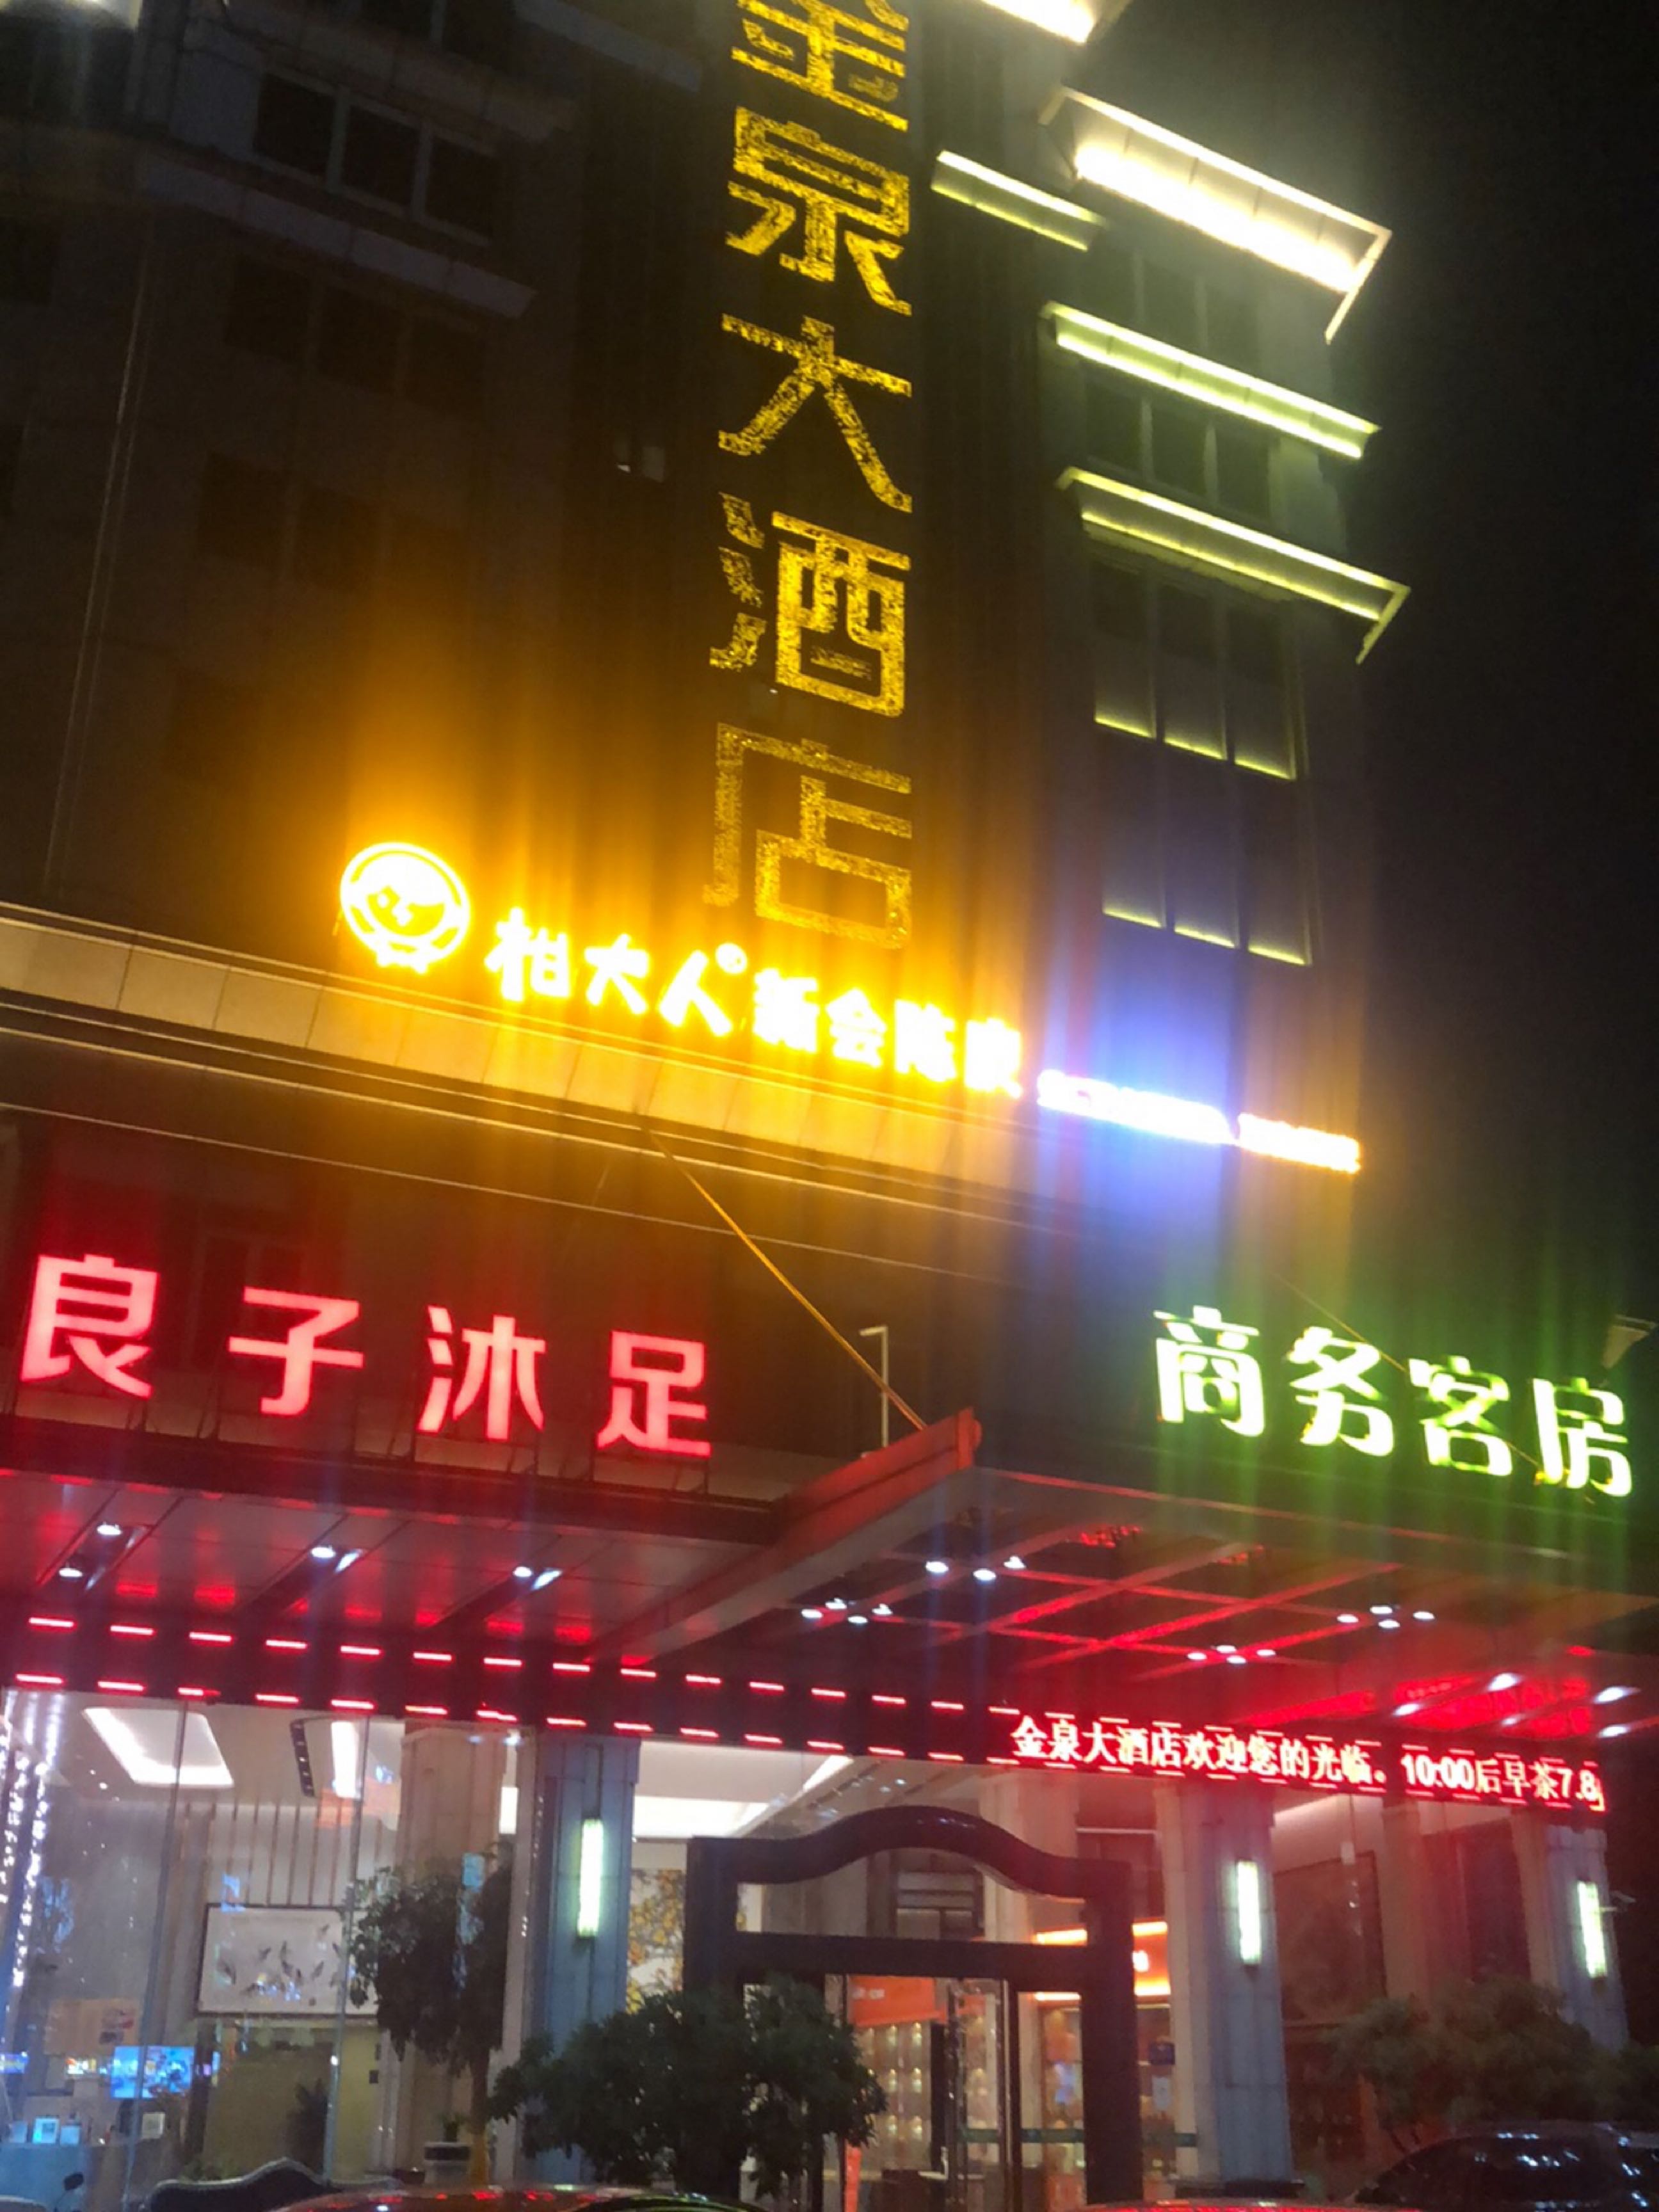 金泉大酒店
柑大人®新会陈皮
良子沐足
商务客房
金泉大酒店欢迎您的光临。10:00后早茶7.8